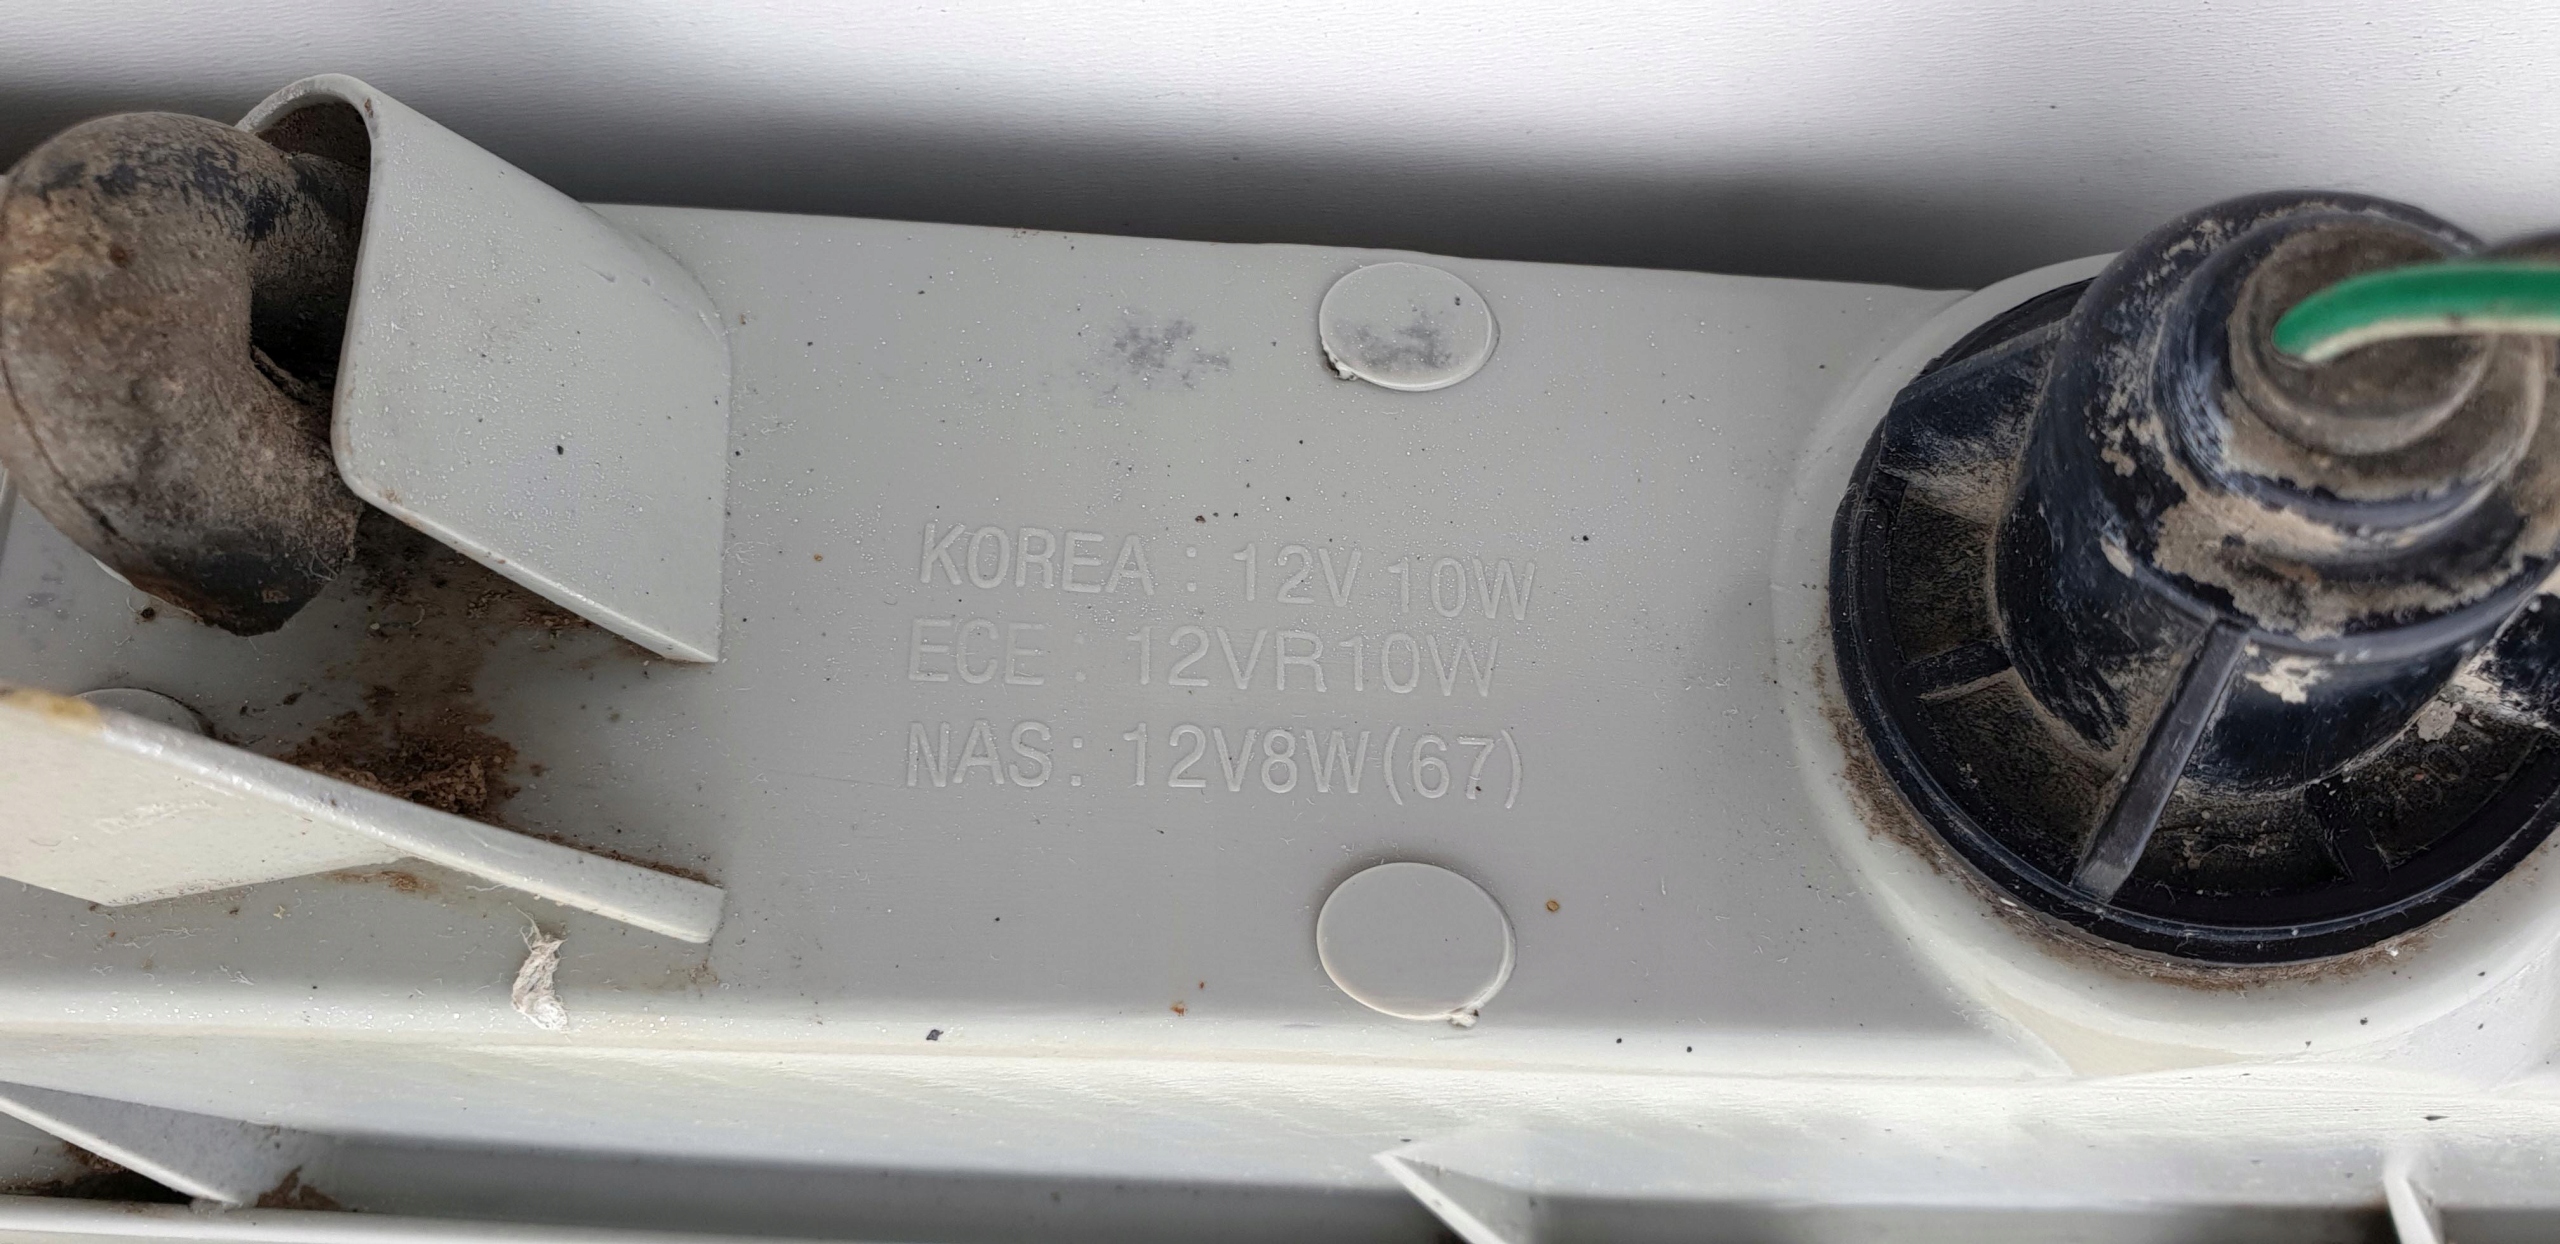 KOREA : 12V 10W
ECE : 12VR10W
NAS : 12V8W(67)